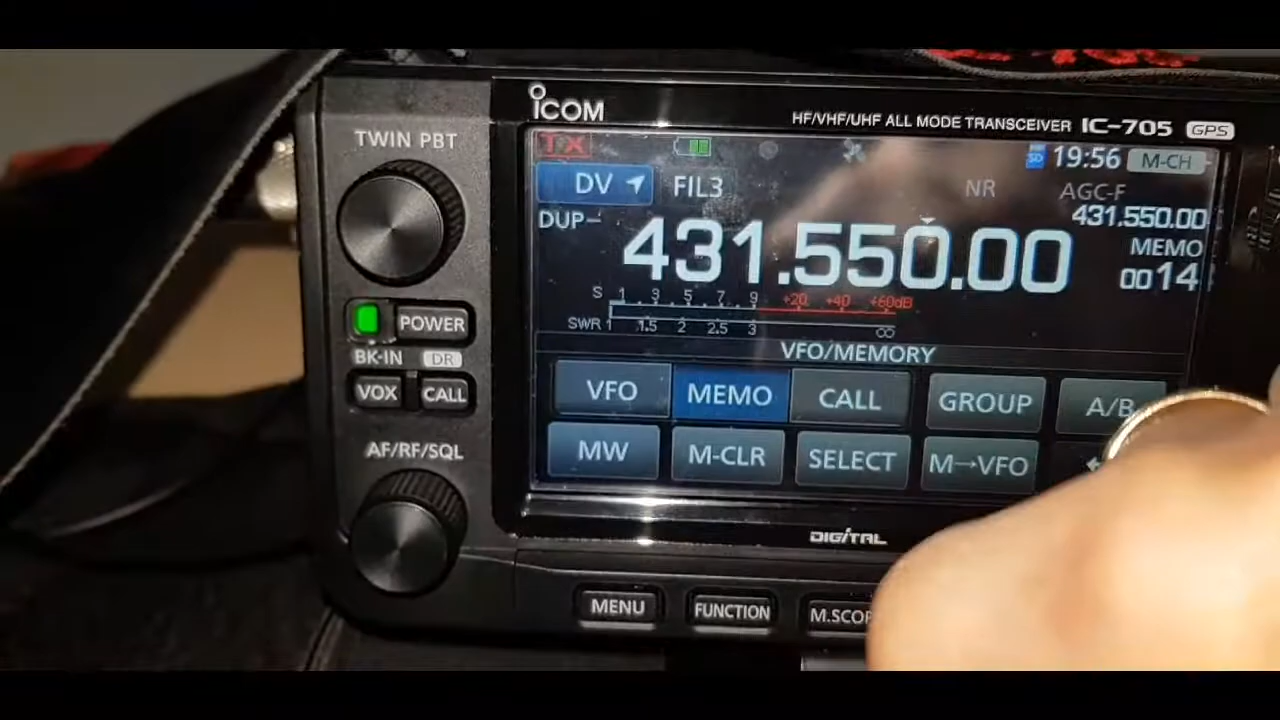 ICOM
HF/VHF/UHF ALL MODE TRANSCEIVER IC-705 GPS
TWIN PBT
TX
SD 19:56 M-CH
DV FIL3 NR AGC-F
DUP- 431.550.00
431.550.00
MEMO
0014
S 1 3 5 7 9 +20 +40 +60dB
SWR 1 1.5 2 2.5 3 ∞
POWER
VFO/MEMORY
BK-IN DR
VOX CALL
VFO MEMO CALL GROUP A/B
MW M-CLR SELECT M→VFO
AF/RF/SQL
DIGITAL
MENU FUNCTION M.SCOP